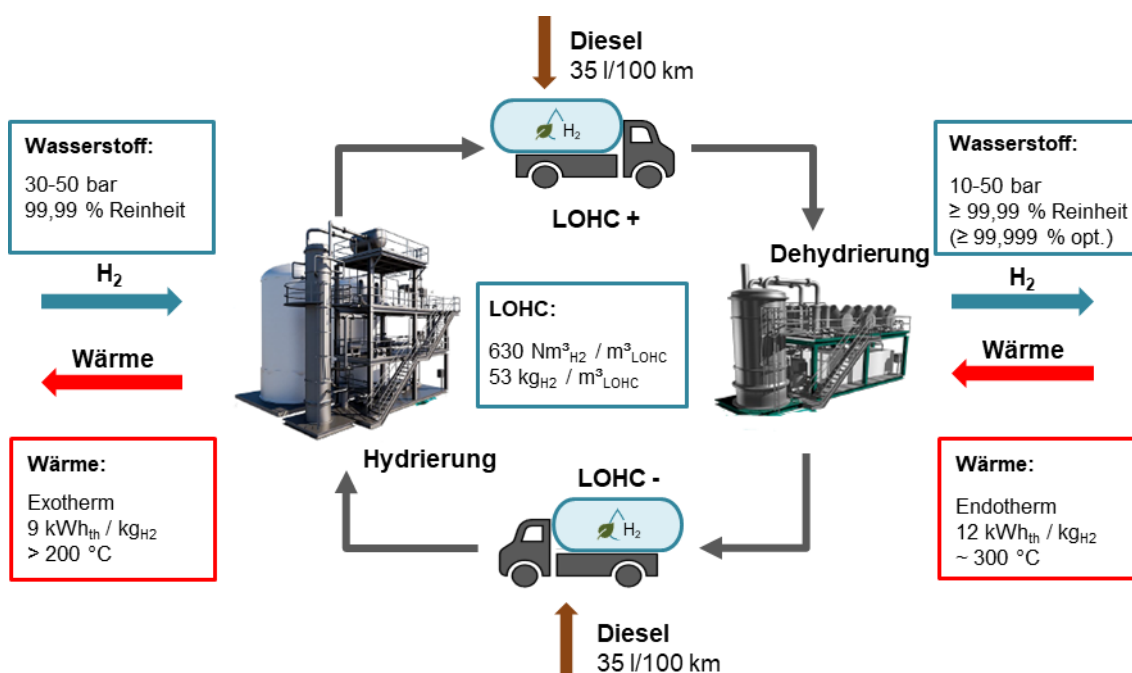 Diesel
35 l/100 km
H₂
LOHC +
Wasserstoff:
30-50 bar
99,99 % Reinheit
H₂
Wärme
Wärme:
Exotherm
9 kWhth / kgH2
> 200 °C
Hydrierung
LOHC:
630 Nm³H2 / m³LOHC
53 kgH2 / m³LOHC
Dehydrierung
Wasserstoff:
10-50 bar
≥ 99,99 % Reinheit
(≥ 99,999 % opt.)
H₂
Wärme
Wärme:
Endotherm
12 kWhth / kgH2
~ 300 °C
LOHC -
H₂
Diesel
35 l/100 km